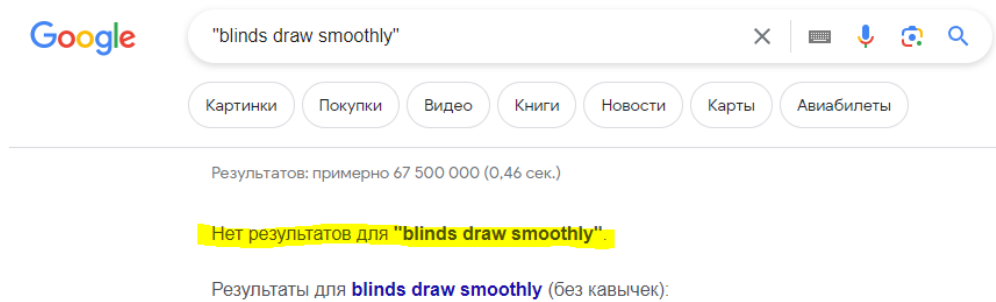 Google "blinds draw smoothly"
Картинки Покупки Видео Книги Новости Карты Авиабилеты
Результатов: примерно 67 500 000 (0,46 сек.)
Нет результатов для "blinds draw smoothly".
Результаты для blinds draw smoothly (без кавычек):